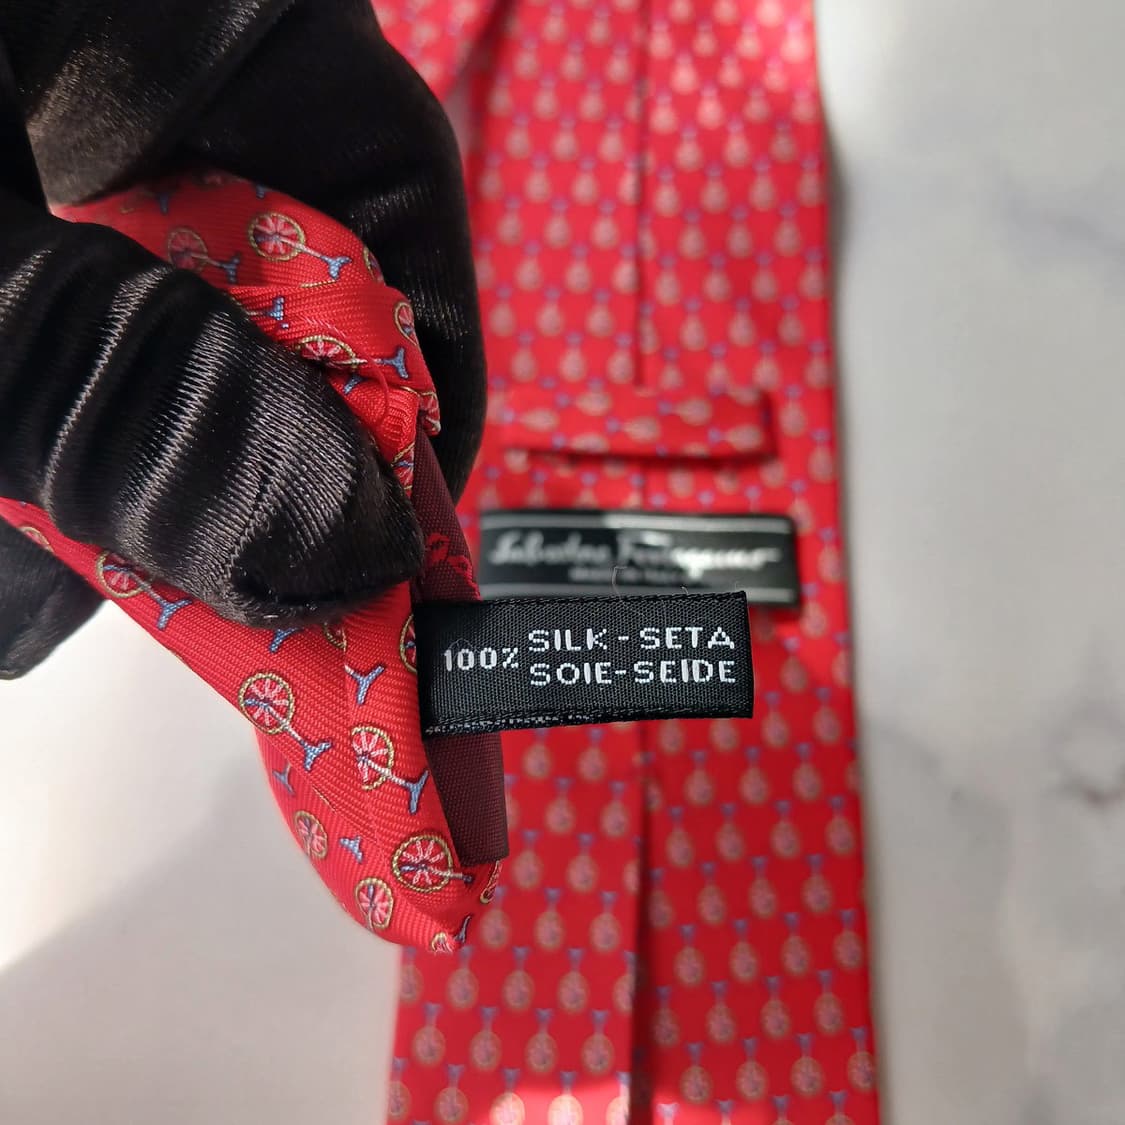 Salvatore Ferragamo
100% SILK - SETA
SOIE-SEIDE